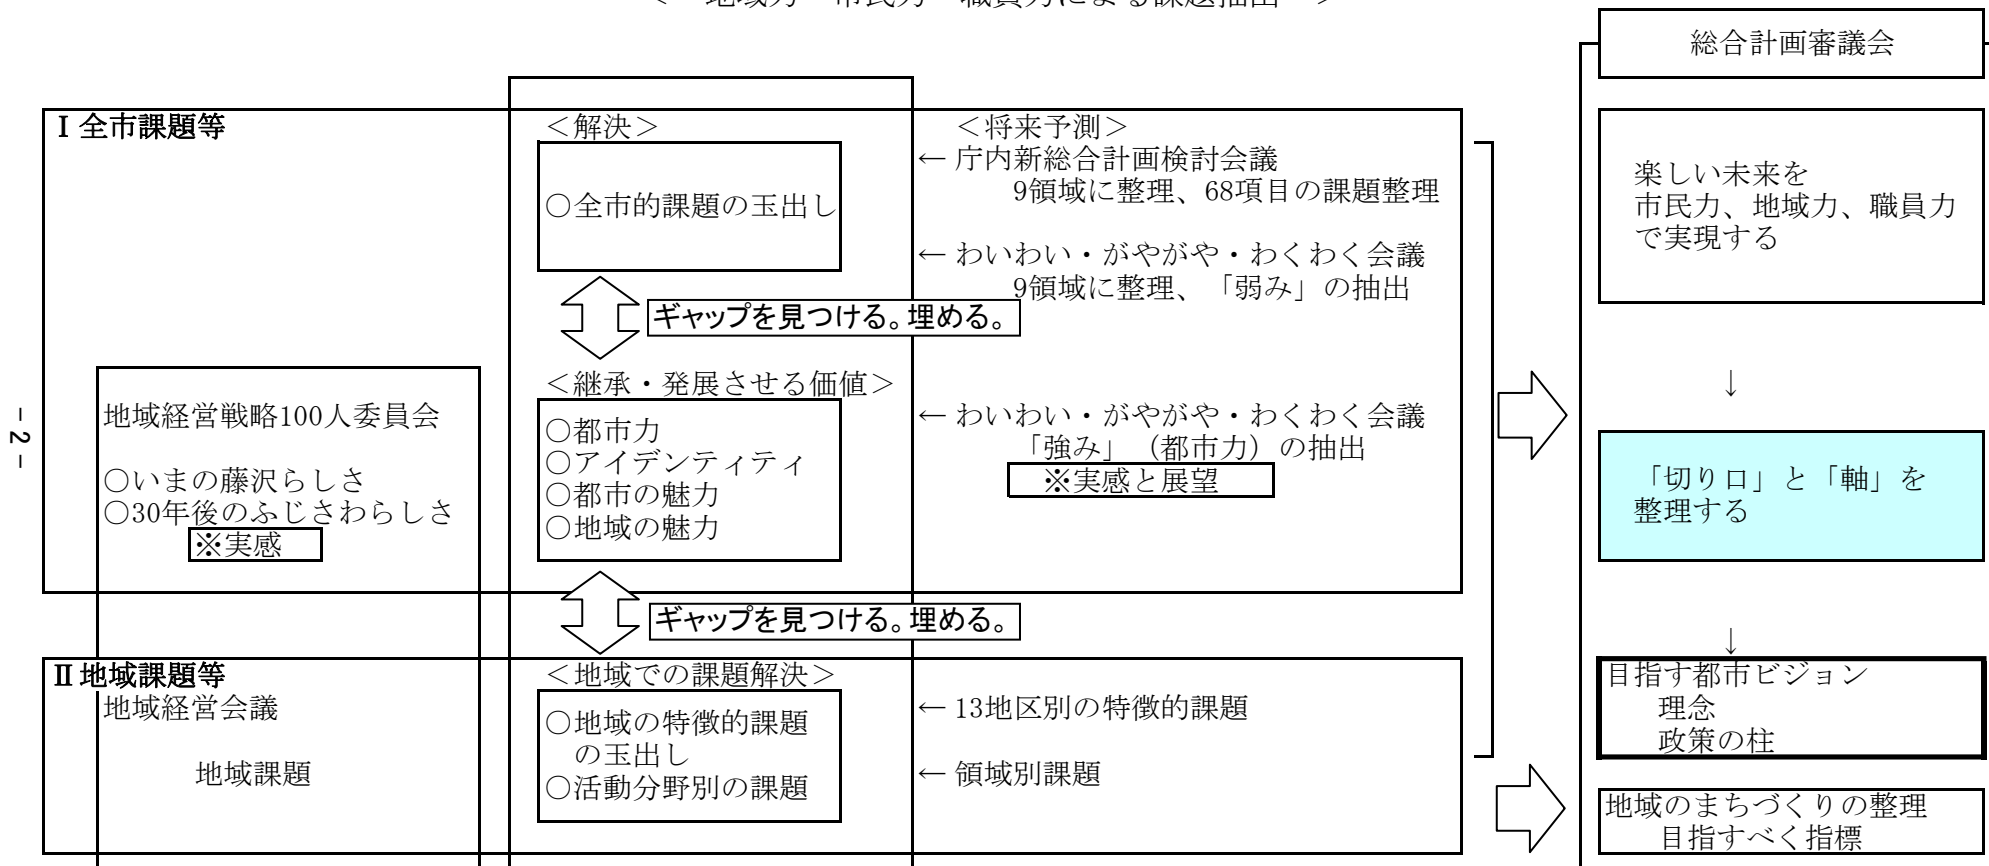 総合計画審議会
Ⅰ全市課題等
<解決>
○全市的課題の玉出し
<将来予測>
← 庁内新総合計画検討会議
9領域に整理、68項目の課題整理
← わいわい・がやがや・わくわく会議
9領域に整理、「弱み」の抽出
ギャップを見つける。埋める。
地域経営戦略100人委員会
○いまの藤沢らしさ
○30年後のふじさわらしさ
※実感
<継承・発展させる価値>
○都市力
○アイデンティティ
○都市の魅力
○地域の魅力
← わいわい・がやがや・わくわく会議
「強み」（都市力）の抽出
※実感と展望
ギャップを見つける。埋める。
Ⅱ地域課題等
地域経営会議
地域課題
<地域での課題解決>
○地域の特徴的課題
の玉出し
○活動分野別の課題
← 13地区別の特徴的課題
← 領域別課題
楽しい未来を
市民力、地域力、職員力
で実現する
↓
「切り口」と「軸」を
整理する
↓
目指す都市ビジョン
理念
政策の柱
地域のまちづくりの整理
目指すべく指標
- 2 -